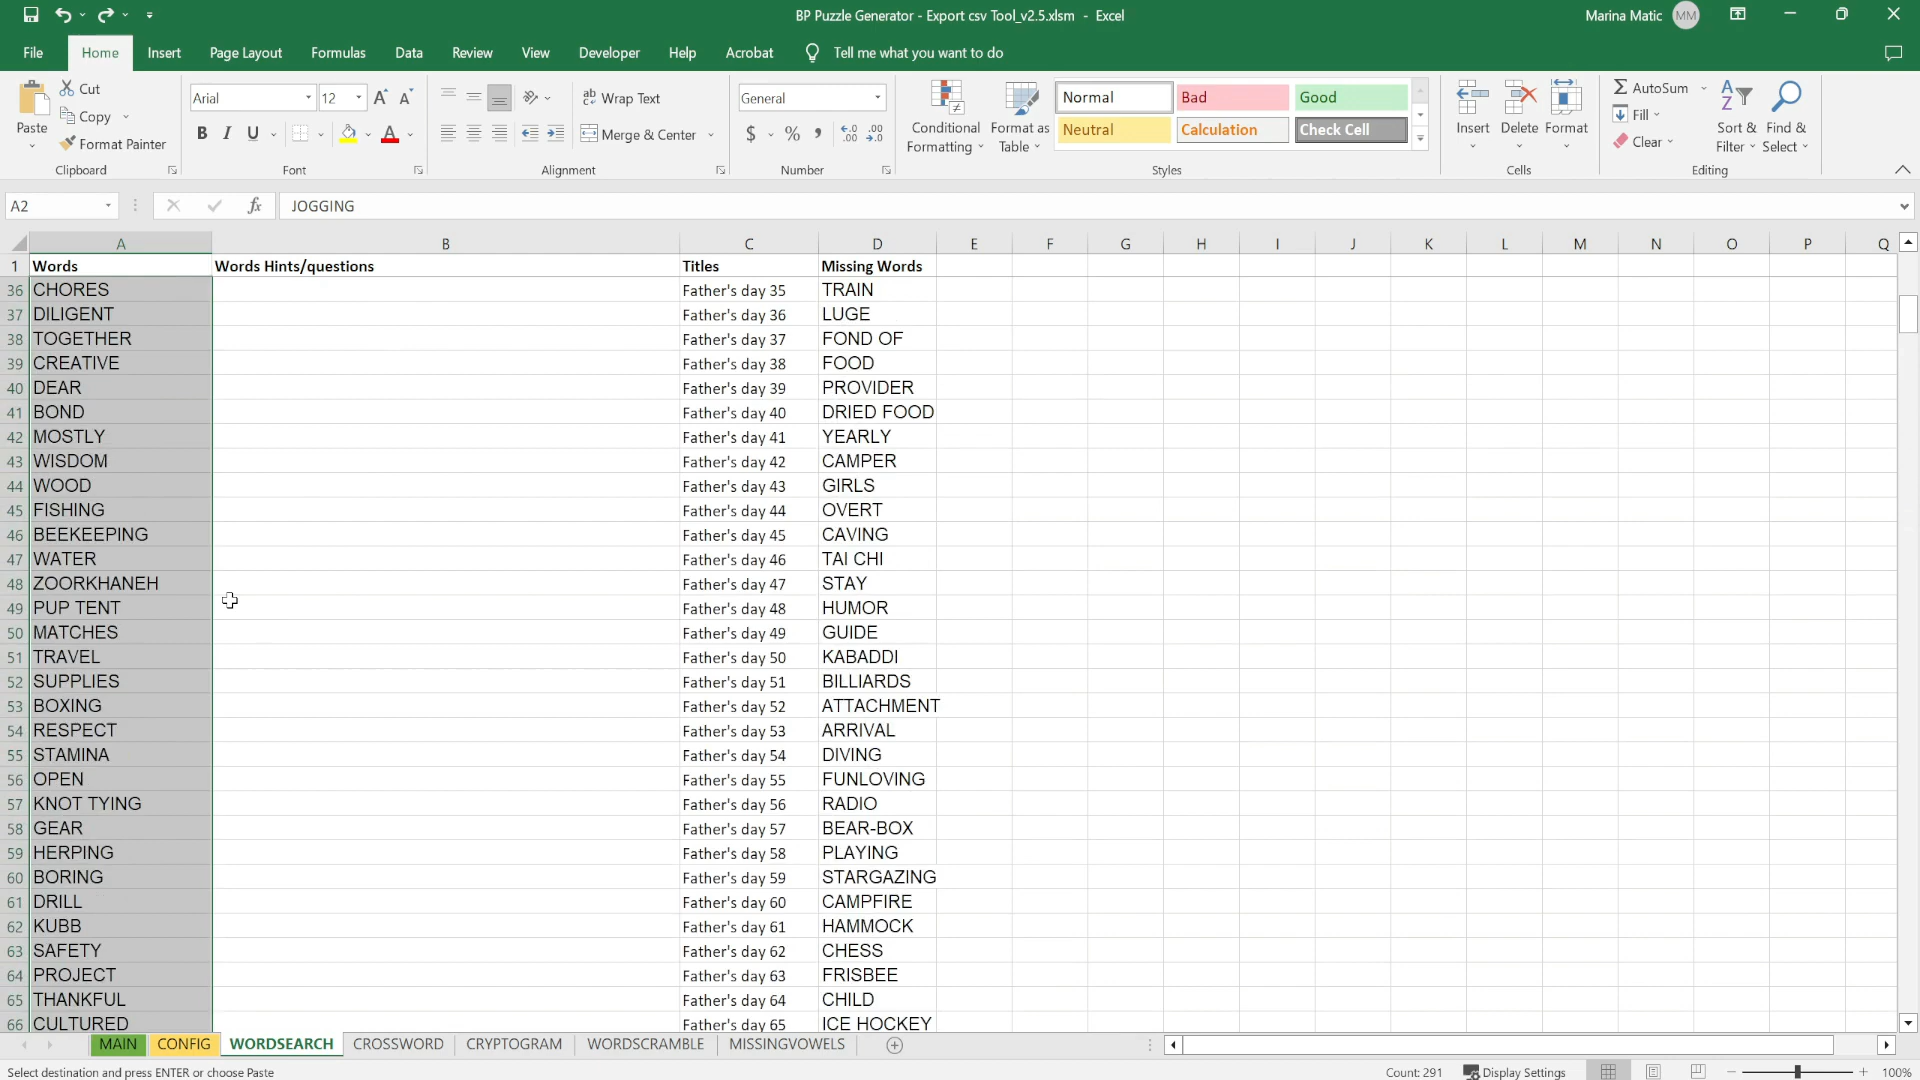 BP Puzzle Generator - Export csv Tool_v2.5.xlsm - Excel
Marina Matic MM
File Home Insert Page Layout Formulas Data Review View Developer Help Acrobat Tell me what you want to do
Paste
Cut
Copy
Format Painter
Clipboard
Arial 12 A A
B I U A
Font
Wrap Text
Merge & Center
Alignment
General
$ % , .00 .00
Number
Conditional Formatting
Format as Table
Normal Bad Good
Neutral Calculation Check Cell
Styles
Insert Delete Format
Cells
AutoSum
Fill
Clear
Sort & Filter
Find & Select
Editing
A2 fx JOGGING
A B C D E F G H I J K L M N O P Q
1 Words Words Hints/questions Titles Missing Words
36 CHORES Father's day 35 TRAIN
37 DILIGENT Father's day 36 LUGE
38 TOGETHER Father's day 37 FOND OF
39 CREATIVE Father's day 38 FOOD
40 DEAR Father's day 39 PROVIDER
41 BOND Father's day 40 DRIED FOOD
42 MOSTLY Father's day 41 YEARLY
43 WISDOM Father's day 42 CAMPER
44 WOOD Father's day 43 GIRLS
45 FISHING Father's day 44 OVERT
46 BEEKEEPING Father's day 45 CAVING
47 WATER Father's day 46 TAI CHI
48 ZOORKHANEH Father's day 47 STAY
49 PUP TENT Father's day 48 HUMOR
50 MATCHES Father's day 49 GUIDE
51 TRAVEL Father's day 50 KABADDI
52 SUPPLIES Father's day 51 BILLIARDS
53 BOXING Father's day 52 ATTACHMENT
54 RESPECT Father's day 53 ARRIVAL
55 STAMINA Father's day 54 DIVING
56 OPEN Father's day 55 FUNLOVING
57 KNOT TYING Father's day 56 RADIO
58 GEAR Father's day 57 BEAR-BOX
59 HERPING Father's day 58 PLAYING
60 BORING Father's day 59 STARGAZING
61 DRILL Father's day 60 CAMPFIRE
62 KUBB Father's day 61 HAMMOCK
63 SAFETY Father's day 62 CHESS
64 PROJECT Father's day 63 FRISBEE
65 THANKFUL Father's day 64 CHILD
66 CULTURED Father's day 65 ICE HOCKEY
MAIN CONFIG WORDSEARCH CROSSWORD CRYPTOGRAM WORDSCRAMBLE MISSINGVOWELS
Select destination and press ENTER or choose Paste Count: 291 Display Settings 100%